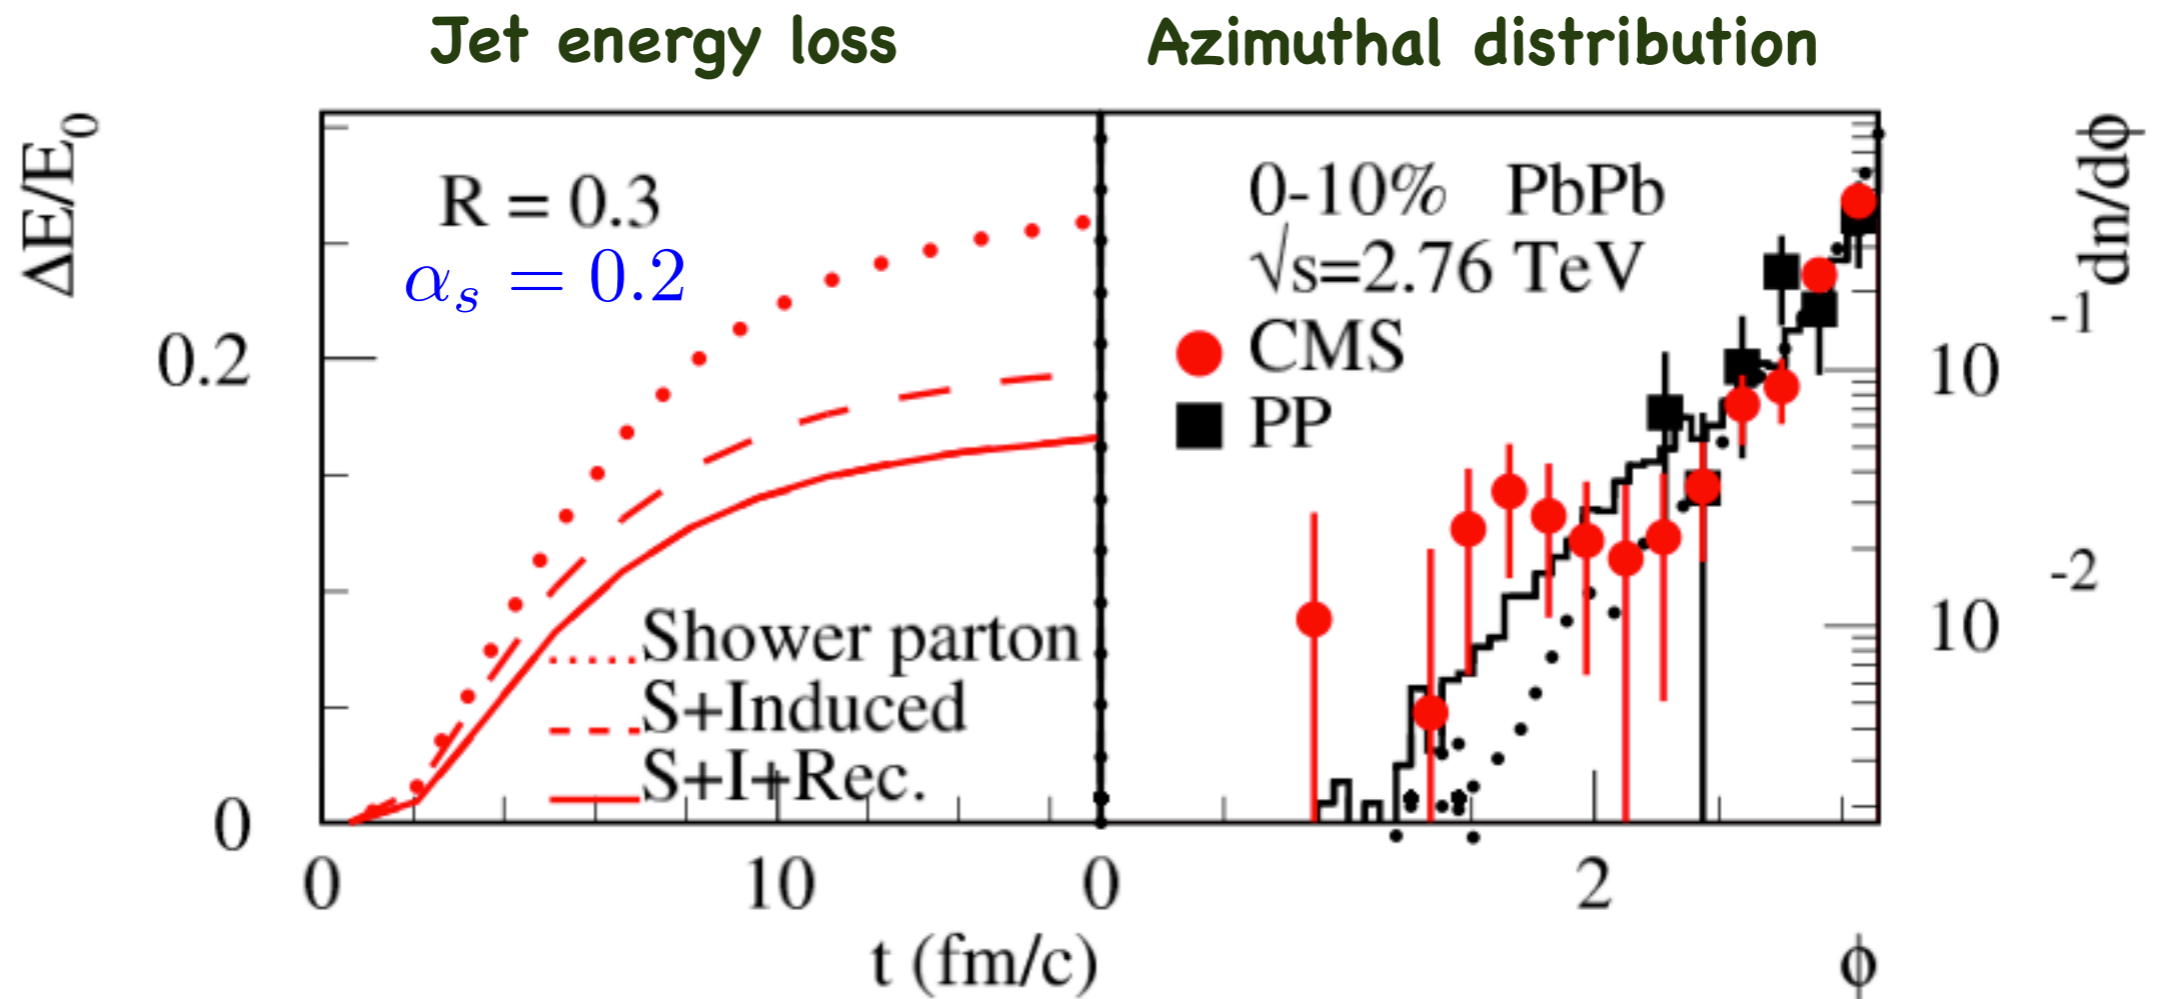 Jet energy loss
Azimuthal distribution
ΔE/E₀
R = 0.3
αₛ = 0.2
0.2
0
Shower parton
S+Induced
S+I+Rec.
0
10
t (fm/c)
0-10% PbPb
√s=2.76 TeV
CMS
PP
0
2
ϕ
dn/dϕ
10⁻¹
10⁻²